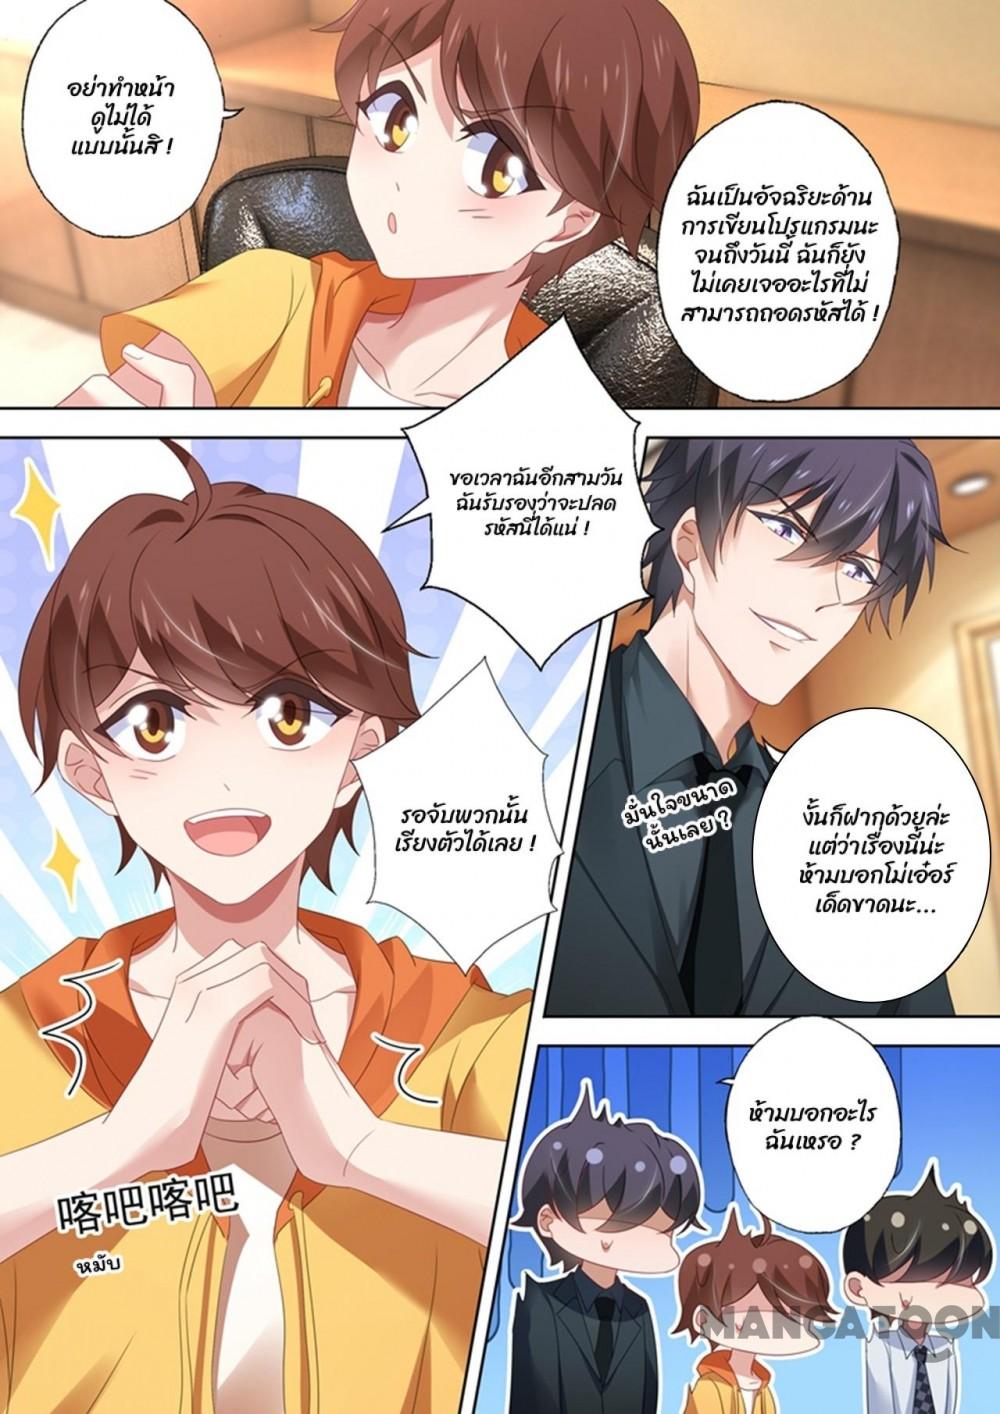 อย่าทำหน้า
ดูไม่ได้
แบบนั้นสิ !
ฉันเป็นอัจฉริยะด้าน
การเขียนโปรแกรมนะ
จนถึงวันนี้ ฉันก็ยัง
ไม่เคยเจออะไรที่ไม่
สามารถถอดรหัสได้ !
ขอเวลาฉันอีกสามวัน
ฉันรับรองว่าจะปลด
รหัสนี้ได้แน่ !
รอจับพวกนั้น
เรียงตัวได้เลย !
มั่นใจขนาด
นั้นเลย ?
งั้นก็ฝากด้วยล่ะ
แต่ว่าเรื่องนี้น่ะ
ห้ามบอกโม่เอ๋อร์
เด็ดขาดนะ...
喀吧喀吧
หมับ
ห้ามบอกอะไร
ฉันเหรอ ?
MANGATOON